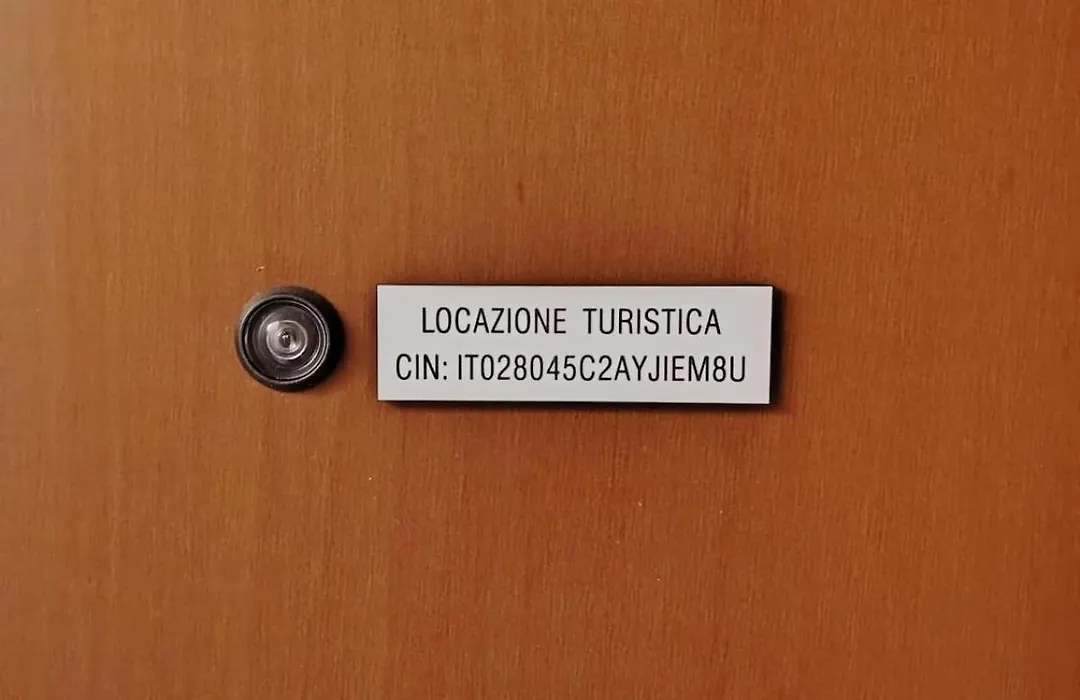 LOCAZIONE TURISTICA
CIN: IT028045C2AYJIEM8U